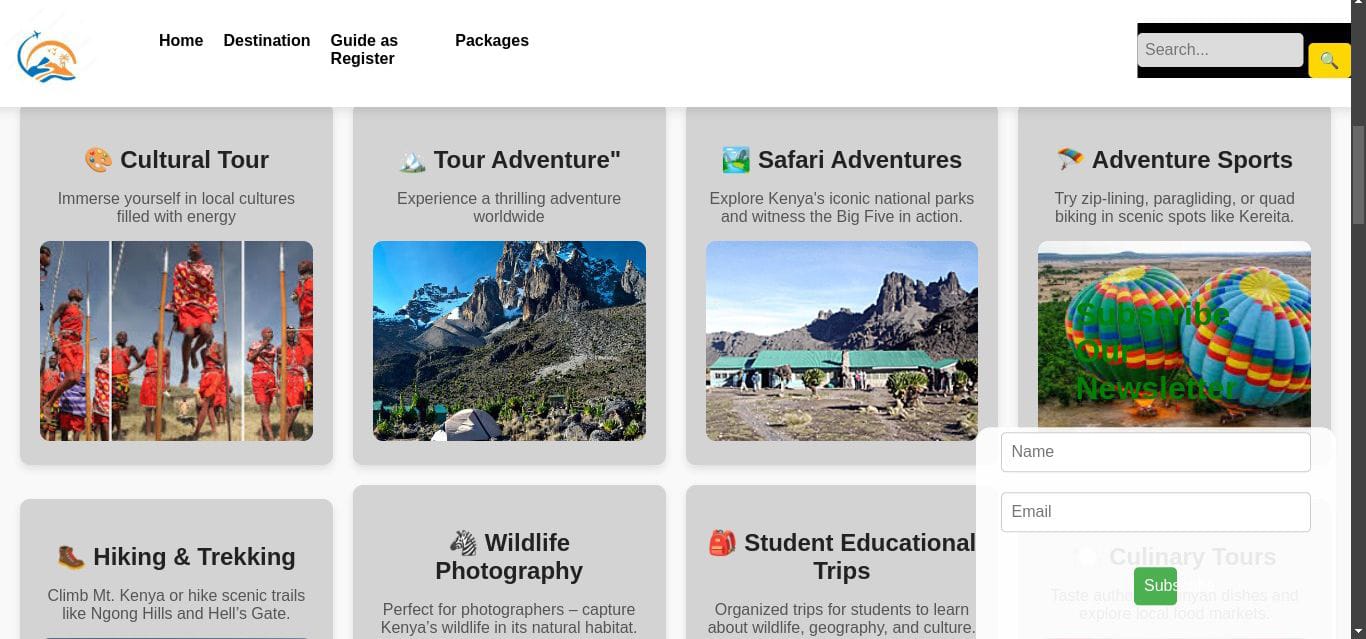 Home
Destination
Guide as
Register
Packages
Search...
🎨 Cultural Tour
Immerse yourself in local cultures
filled with energy
🏔️ Tour Adventure"
Experience a thrilling adventure
worldwide
🏞️ Safari Adventures
Explore Kenya's iconic national parks
and witness the Big Five in action.
🪂 Adventure Sports
Try zip-lining, paragliding, or quad
biking in scenic spots like Kereita.
Subscribe
Our
Newsletter
Name
Email
Subscribe
🥾 Hiking & Trekking
Climb Mt. Kenya or hike scenic trails
like Ngong Hills and Hell’s Gate.
🦓 Wildlife
Photography
Perfect for photographers – capture
Kenya’s wildlife in its natural habitat.
🎒 Student Educational
Trips
Organized trips for students to learn
about wildlife, geography, and culture.
Culinary Tours
Taste authentic Kenyan dishes and
explore local food markets.